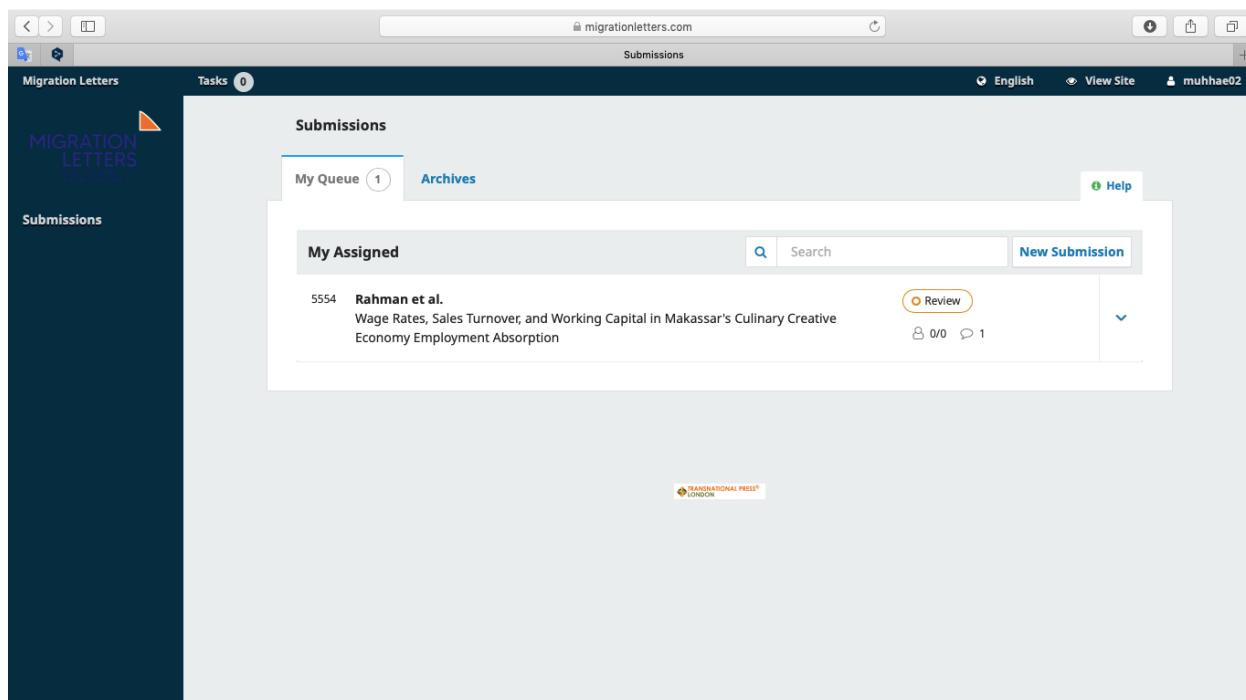 migrationletters.com
Submissions
Migration Letters
Tasks 0
English
View Site
muhhae02
MIGRATION
LETTERS
Submissions
Submissions
My Queue 1
Archives
Help
My Assigned
Search
New Submission
5554
Rahman et al.
Review
Wage Rates, Sales Turnover, and Working Capital in Makassar's Culinary Creative
Economy Employment Absorption
0/0
1
TRANSNATIONAL PRESS®
LONDON